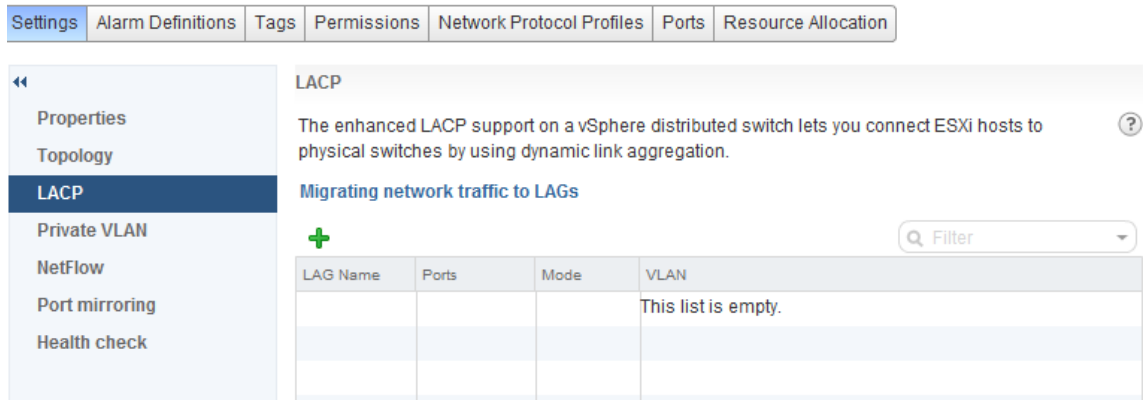 Settings Alarm Definitions Tags Permissions Network Protocol Profiles Ports Resource Allocation
Properties
Topology
LACP
Private VLAN
NetFlow
Port mirroring
Health check
LACP
The enhanced LACP support on a vSphere distributed switch lets you connect ESXi hosts to
physical switches by using dynamic link aggregation.
Migrating network traffic to LAGs
Filter
LAG Name Ports Mode VLAN
This list is empty.